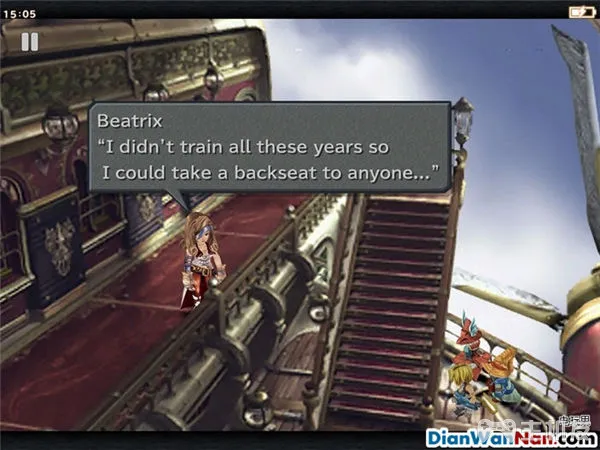 15:05
Beatrix
“I didn't train all these years so
I could take a backseat to anyone...”
DianWanNan.com